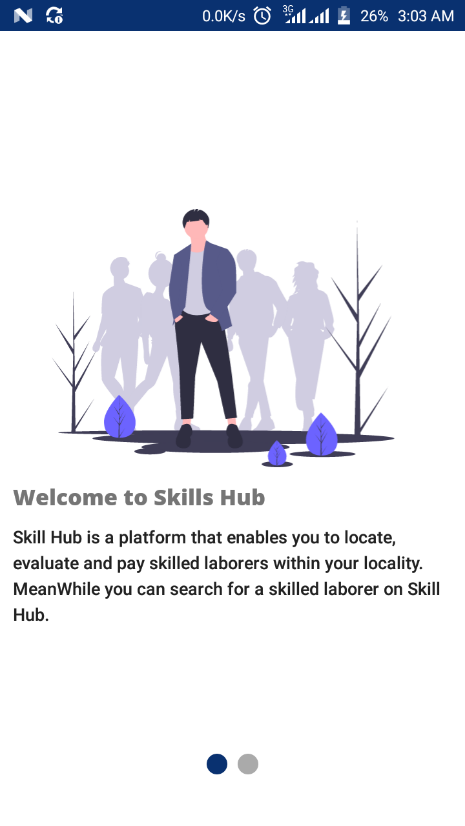 0.0K/s 3G 26% 3:03 AM
Welcome to Skills Hub
Skill Hub is a platform that enables you to locate,
evaluate and pay skilled laborers within your locality.
MeanWhile you can search for a skilled laborer on Skill
Hub.